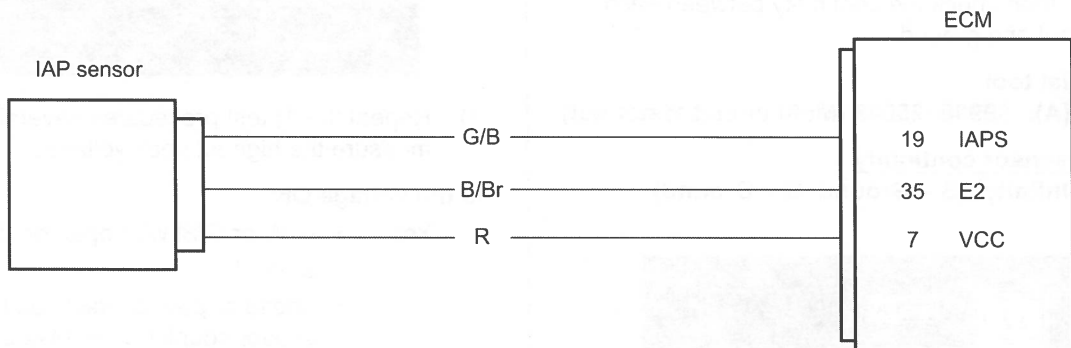 ECM
IAP sensor
G/B 19 IAPS
B/Br 35 E2
R 7 VCC